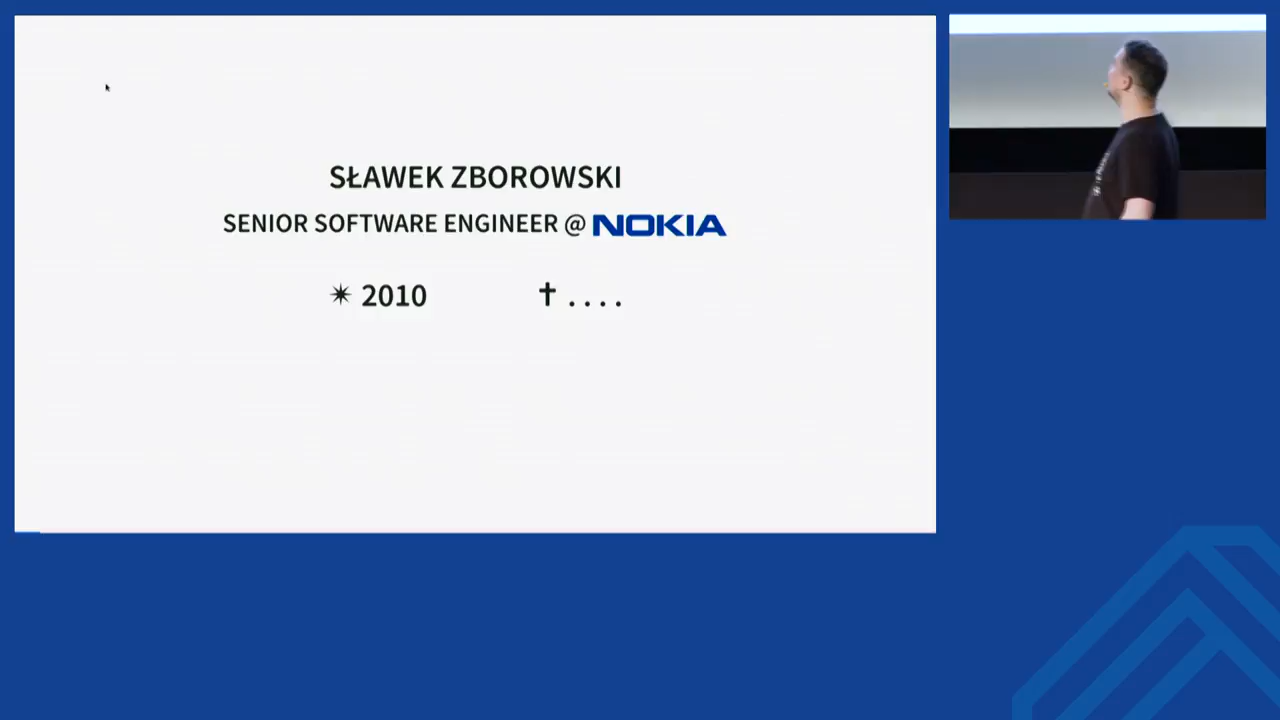 SŁAWEK ZBOROWSKI
SENIOR SOFTWARE ENGINEER @ NOKIA
✴ 2010 ✝ . . . .